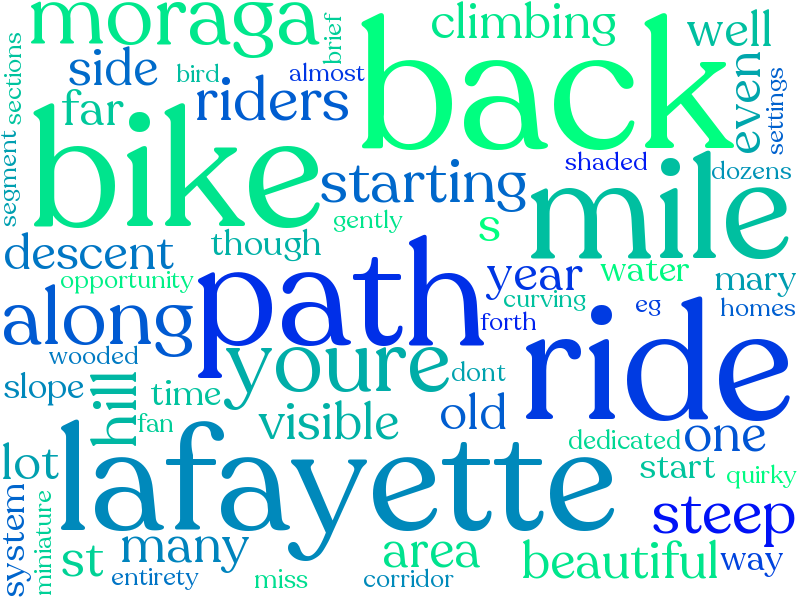 moraga
brief
climbing
well
back
sections
side
bird
almost
far
riders
even
settings
bike
shaded
dozens
segment
starting
mile
gently
s
descent
though
opportunity
path
year
water
mary
curving
eg
homes
forth
along
wooded
youre
dont
ride
slope
hill
time
fan
visible
old
dedicated
one
lafayette
lot
start
quirky
system
miniature
steep
st
many
area
beautiful
way
entirety
miss
corridor